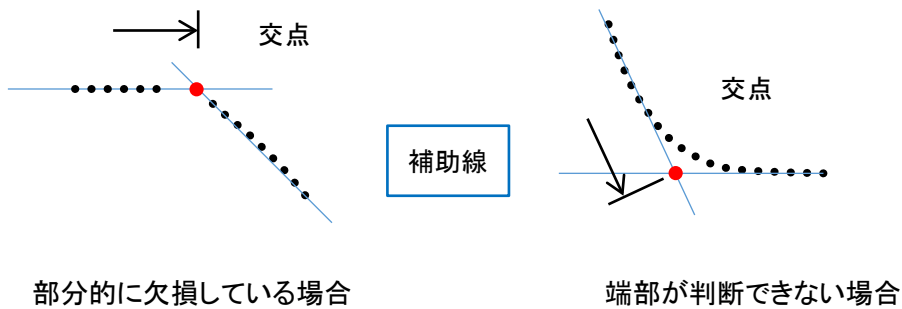 交点
交点
補助線
部分的に欠損している場合
端部が判断できない場合